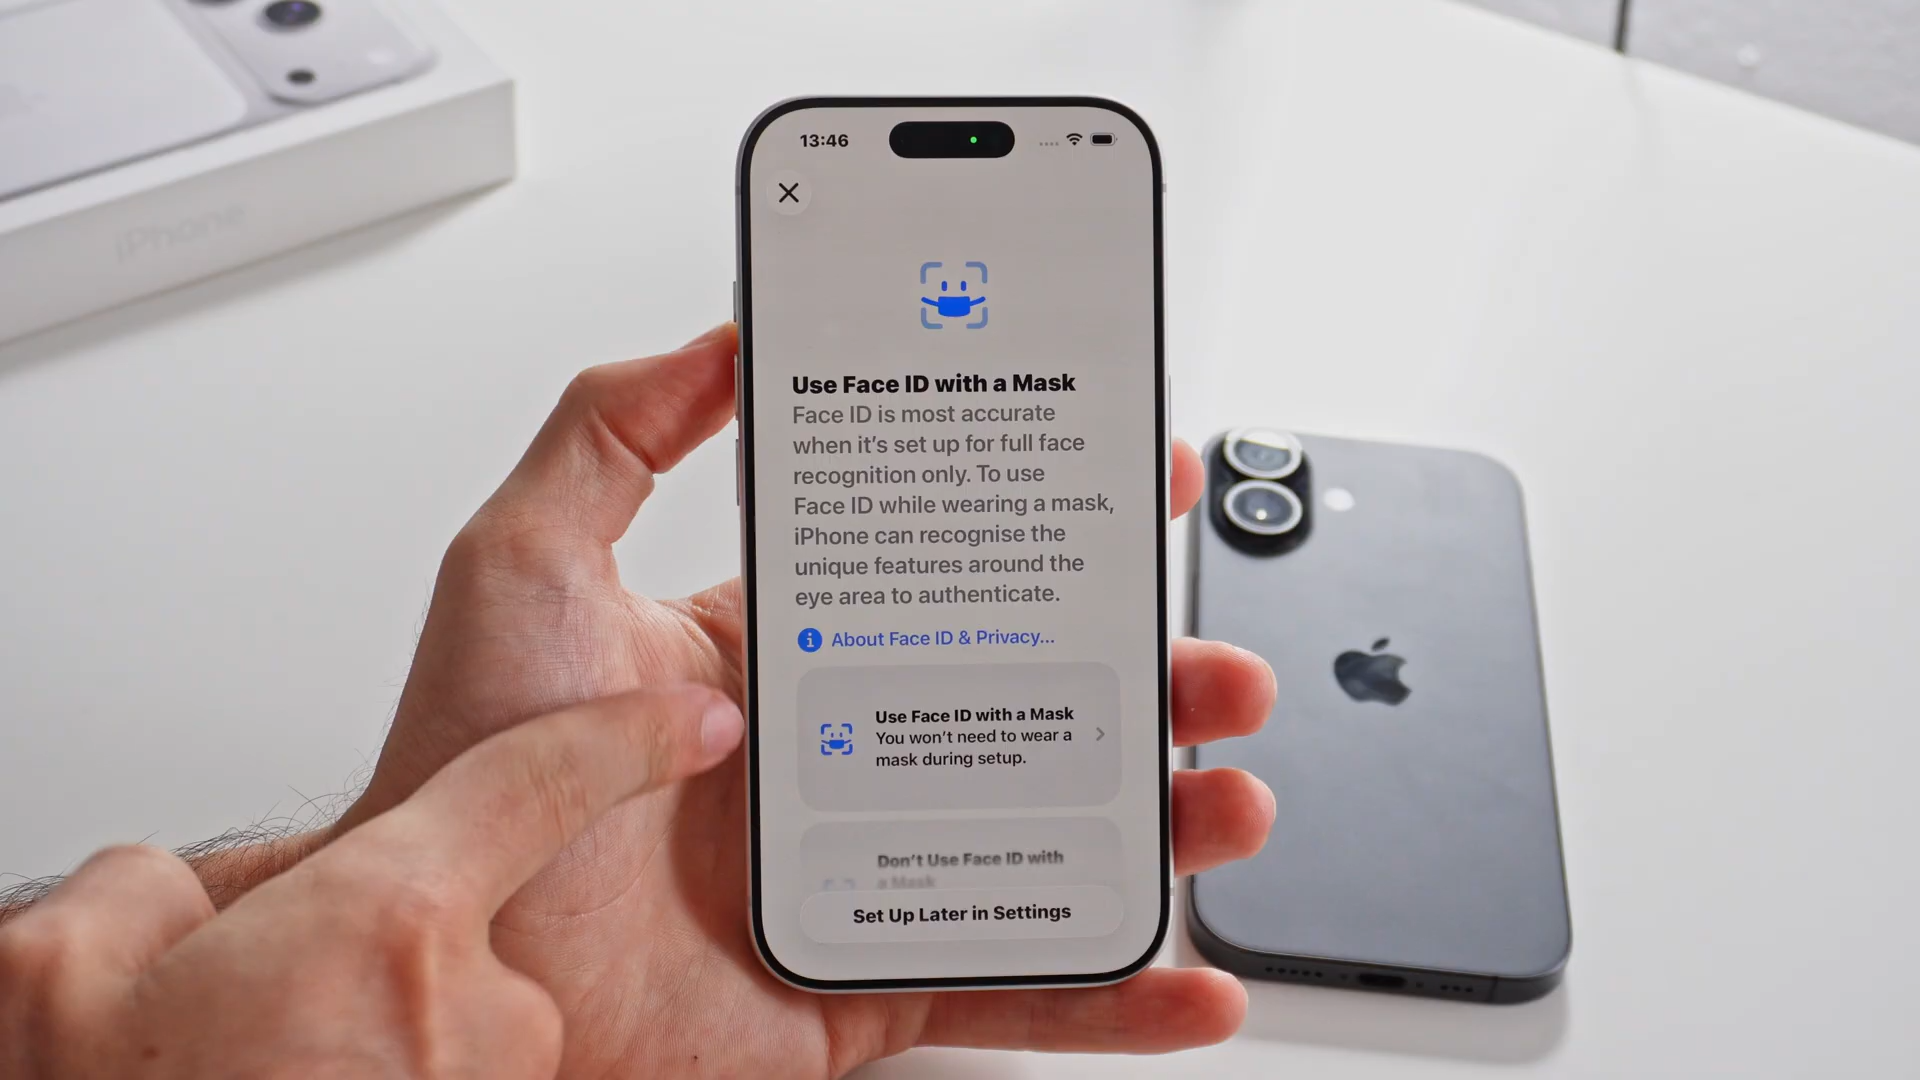 iPhone
13:46
Use Face ID with a Mask
Face ID is most accurate
when it's set up for full face
recognition only. To use
Face ID while wearing a mask,
iPhone can recognise the
unique features around the
eye area to authenticate.
About Face ID & Privacy...
Use Face ID with a Mask
You won't need to wear a
mask during setup.
Don't Use Face ID with
a Mask
Set Up Later in Settings